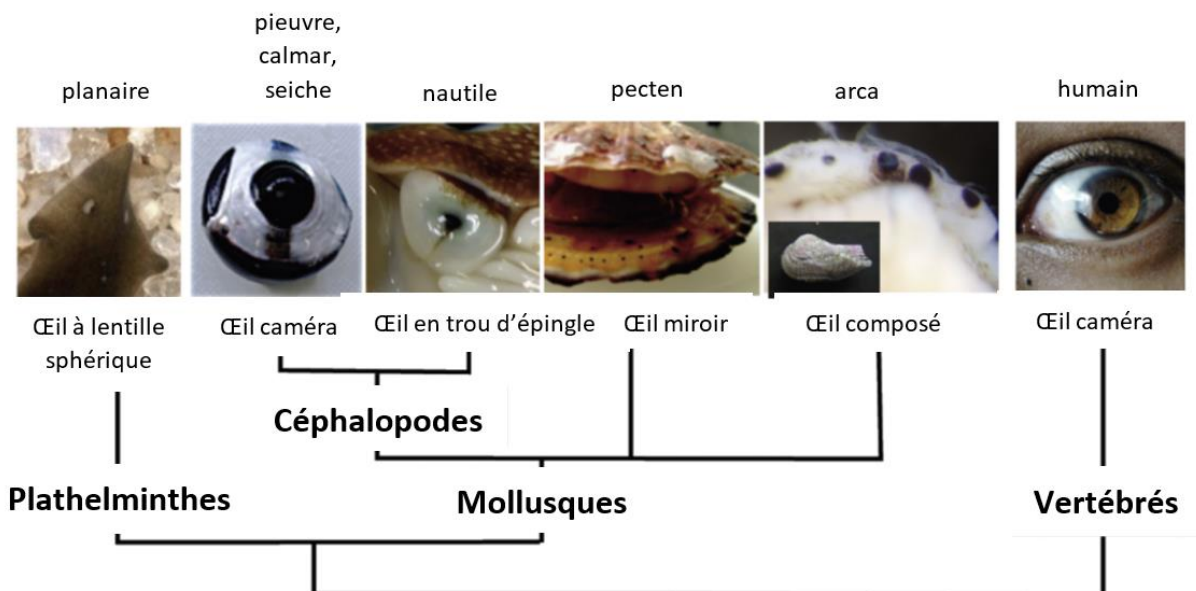 pieuvre,
calmar,
seiche
planaire
nautile
pecten
arca
humain
Œil à lentille
sphérique
Œil caméra
Œil en trou d'épingle
Œil miroir
Œil composé
Œil caméra
Céphalopodes
Plathelminthes
Mollusques
Vertébrés